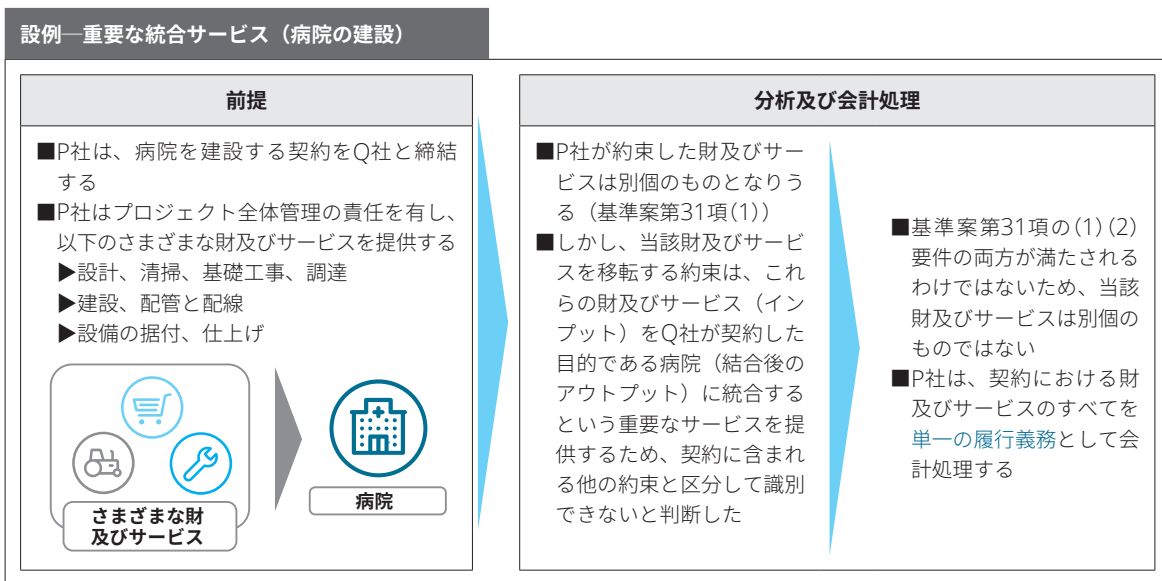 設例―重要な統合サービス（病院の建設）
前提
■P社は、病院を建設する契約をQ社と締結
する
■P社はプロジェクト全体管理の責任を有し、
以下のさまざまな財及びサービスを提供する
▶設計、清掃、基礎工事、調達
▶建設、配管と配線
▶設備の据付、仕上げ
さまざまな財
及びサービス
病院
分析及び会計処理
■P社が約束した財及びサー
ビスは別個のものとなりう
る（基準案第31項(1)）
■しかし、当該財及びサービ
スを移転する約束は、これ
らの財及びサービス（イン
プット）をQ社が契約した
目的である病院（結合後の
アウトプット）に統合する
という重要なサービスを提
供するため、契約に含まれ
る他の約束と区分して識別
できないと判断した
■基準案第31項の(1)(2)
要件の両方が満たされる
わけではないため、当該
財及びサービスは別個の
ものではない
■P社は、契約における財
及びサービスのすべてを
単一の履行義務として会
計処理する